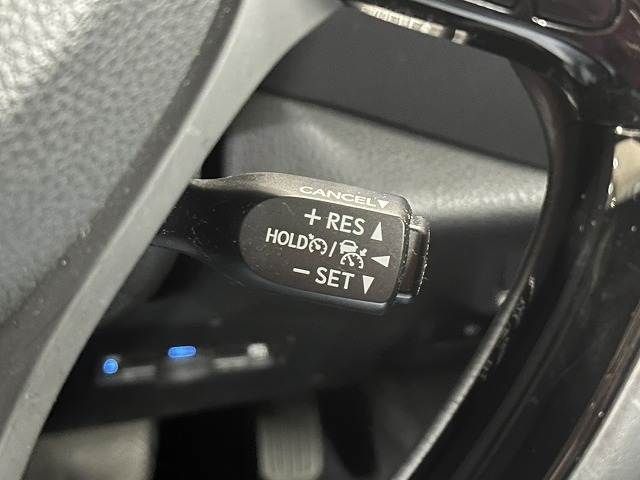 CANCEL▼
+ RES ▲
HOLD / ◀
− SET ▼